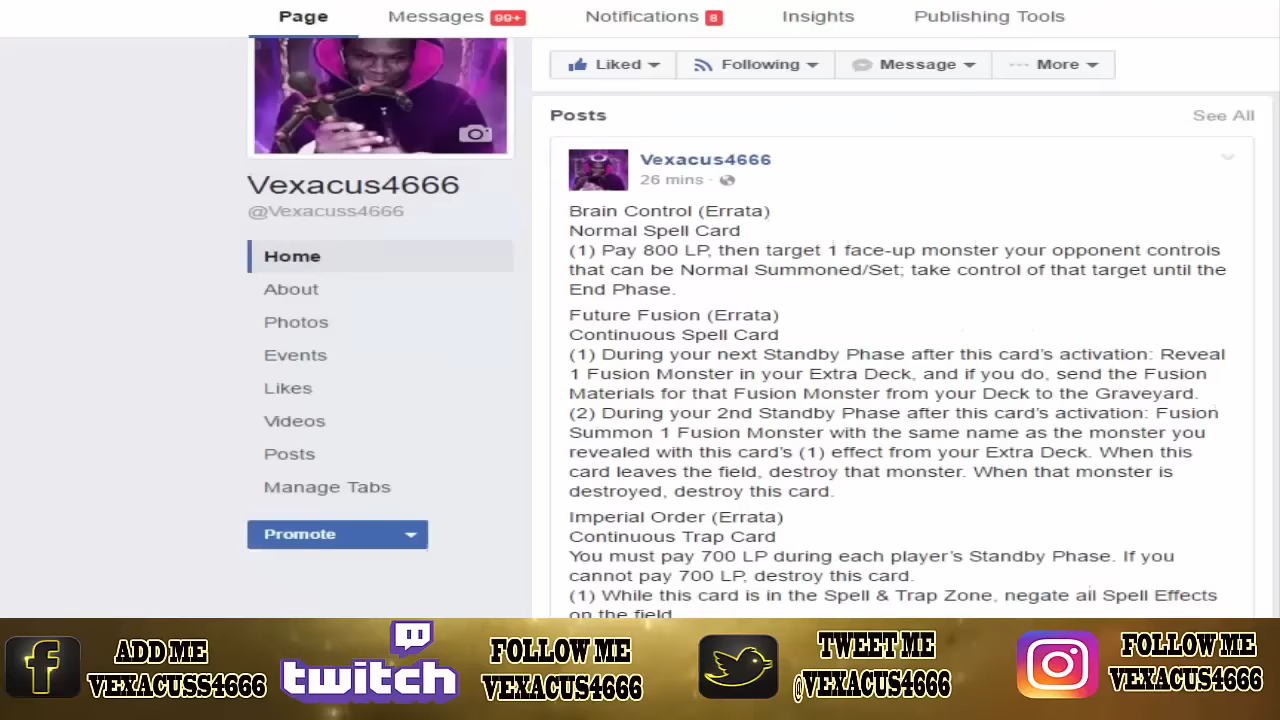 Page Messages 99+ Notifications 8 Insights Publishing Tools
Liked Following Message More
Posts See All
Vexacus4666
26 mins
Vexacus4666
@Vexacuss4666
Home
About
Photos
Events
Likes
Videos
Posts
Manage Tabs
Promote
Brain Control (Errata)
Normal Spell Card
(1) Pay 800 LP, then target 1 face-up monster your opponent controls
that can be Normal Summoned/Set; take control of that target until the
End Phase.
Future Fusion (Errata)
Continuous Spell Card
(1) During your next Standby Phase after this card's activation: Reveal
1 Fusion Monster in your Extra Deck, and if you do, send the Fusion
Materials for that Fusion Monster from your Deck to the Graveyard.
(2) During your 2nd Standby Phase after this card's activation: Fusion
Summon 1 Fusion Monster with the same name as the monster you
revealed with this card's (1) effect from your Extra Deck. When this
card leaves the field, destroy that monster. When that monster is
destroyed, destroy this card.
Imperial Order (Errata)
Continuous Trap Card
You must pay 700 LP during each player's Standby Phase. If you
cannot pay 700 LP, destroy this card.
(1) While this card is in the Spell & Trap Zone, negate all Spell Effects
on the field
ADD ME
VEXACUSS4666
twitch
FOLLOW ME
VEXACUS4666
TWEET ME
@VEXACUS4666
FOLLOW ME
VEXACUS4666